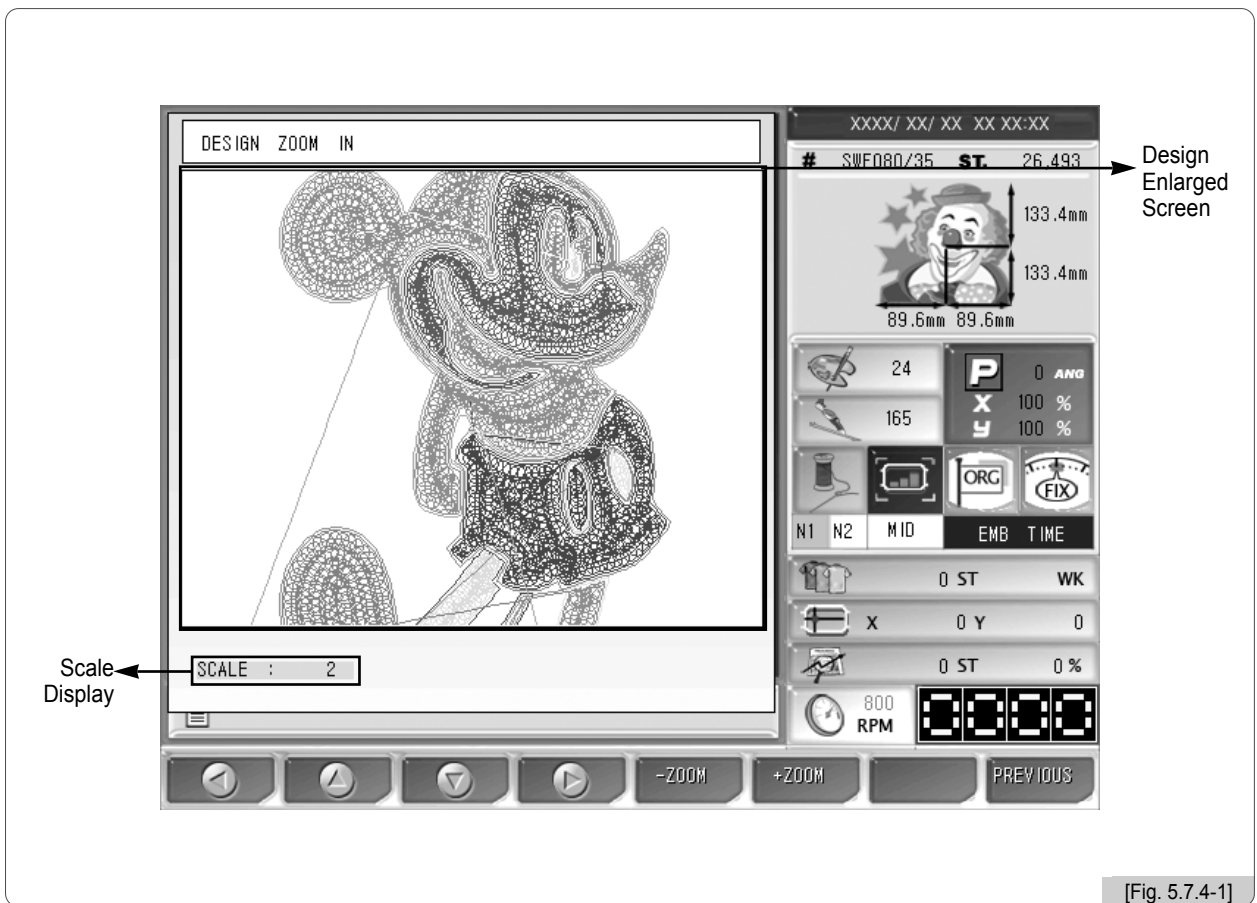 XXXX/ XX/ XX XX XX:XX
DESIGN ZOOM IN
# SWF080/35 ST. 26,493
Design
Enlarged
Screen
133.4mm
133.4mm
89.6mm 89.6mm
24
P 0 ANG
X 100 %
165
y 100 %
ORG
FIX
N1 N2 MID EMB TIME
0 ST WK
X 0 Y 0
Scale
Display
SCALE : 2
0 ST 0 %
800
RPM
0000
-ZOOM +ZOOM PREVIOUS
[Fig. 5.7.4-1]